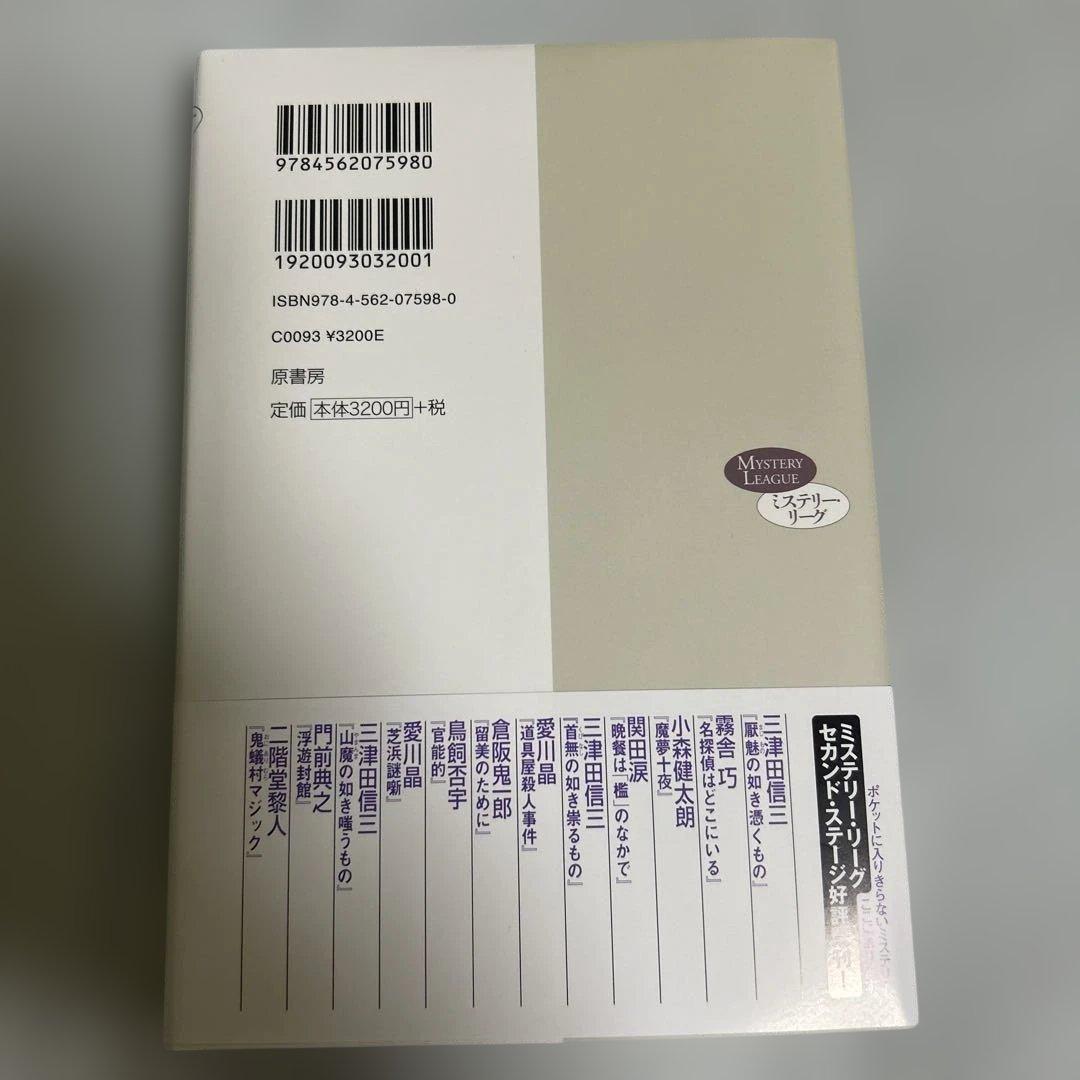 9784562075980
1920093032001
ISBN978-4-562-07598-0
C0093 ¥3200E
原書房
定価 本体3200円+税
MYSTERY
LEAGUE
ミステリー・
リーグ
ポケットに入りきらないミステリ
ミステリー・リーグ
セカンド・ステージ好評 刊!
三津田信三
『厭魅の如き憑くもの』
霧舎 巧
『名探偵はどこにいる』
小森健太朗
『魔夢十夜』
関田涙
『晩餐は「檻」のなかで』
三津田信三
『首無の如き祟るもの』
愛川晶
『道具屋殺人事件』
倉阪鬼一郎
『留美のために』
鳥飼否宇
『官能的』
愛川晶
『芝浜謎噺』
三津田信三
『山魔の如き嗤うもの』
門前典之
『浮遊封館』
二階堂黎人
『鬼蟻村マジック』